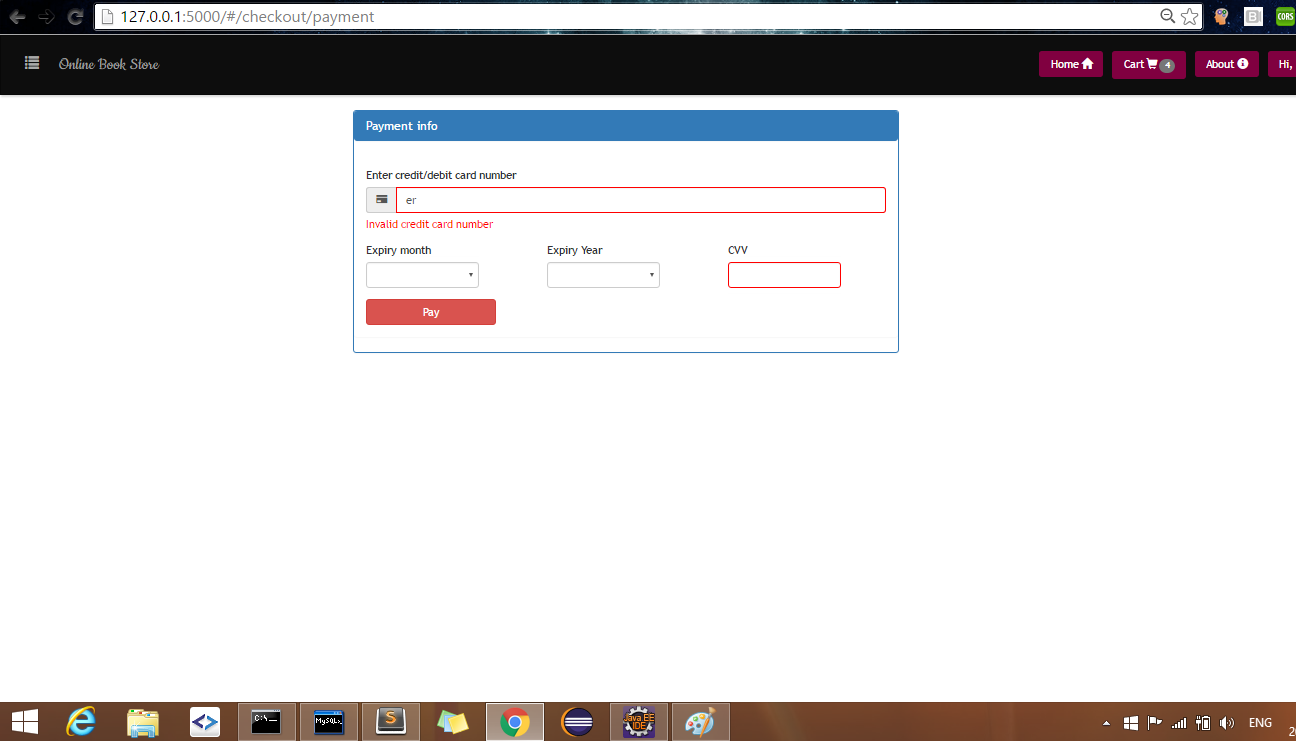 127.0.0.1:5000/#/checkout/payment
B
CORS
Online Book Store
Home
Cart 4
About
Hi,
Payment info
Enter credit/debit card number
er
Invalid credit card number
Expiry month
Expiry Year
CVV
Pay
C:\
MySQL
S
Java EE
IDE
ENG